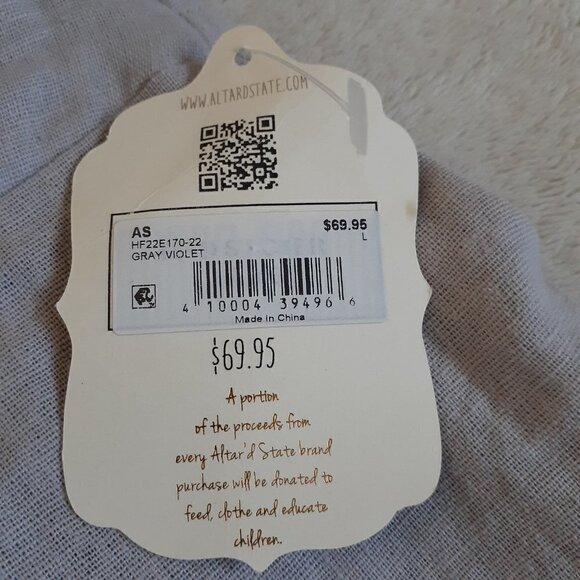 WWW.ALTARDSTATE.COM
AS $69.95
HF22E170-22 L
GRAY VIOLET
4 10004 39496 6
Made in China
$69.95
A portion
of the proceeds from
every Altar'd State brand
purchase will be donated to
feed, clothe and educate
children.